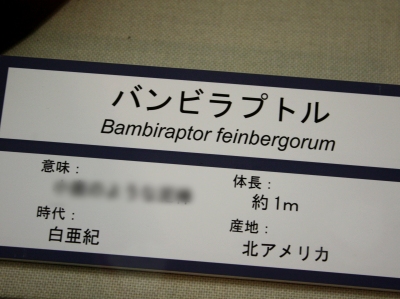 バンビラプトル
Bambiraptor feinbergorum
意味：
体長：
約1m
時代：
白亜紀
産地：
北アメリカ